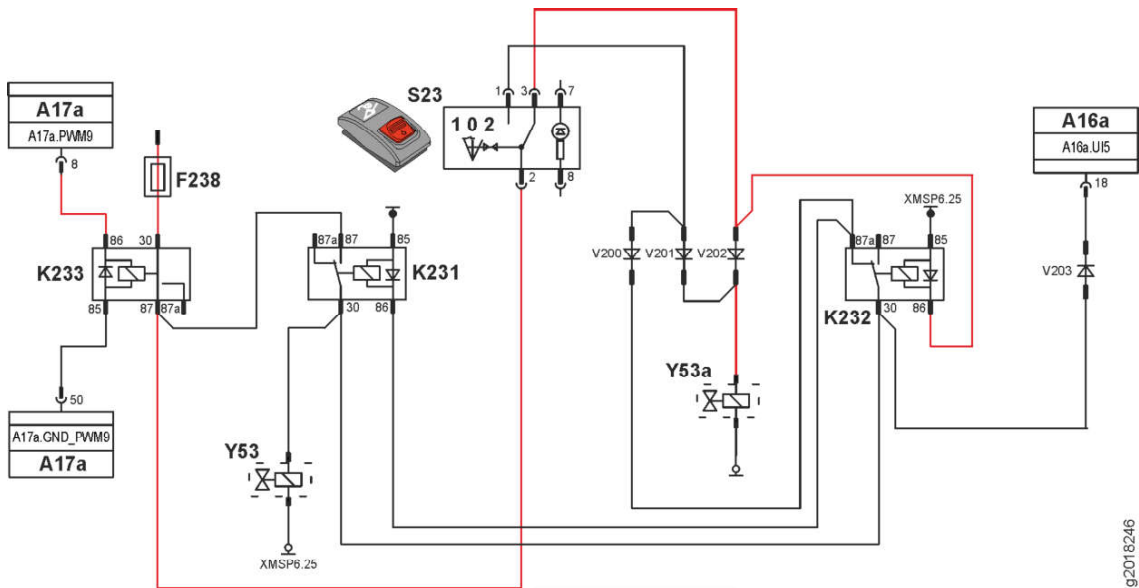 A17a
A17a.PWM9
8
F238
86
30
K233
85
87
87a
50
A17a.GND_PWM9
A17a
87a
87
85
K231
30
86
Y53
XMSP6.25
S23
1
3
7
1 0 2
2
8
V200
V201
V202
Y53a
XMSP6.25
87a
87
85
K232
30
86
A16a
A16a.UI5
18
V203
g2018246